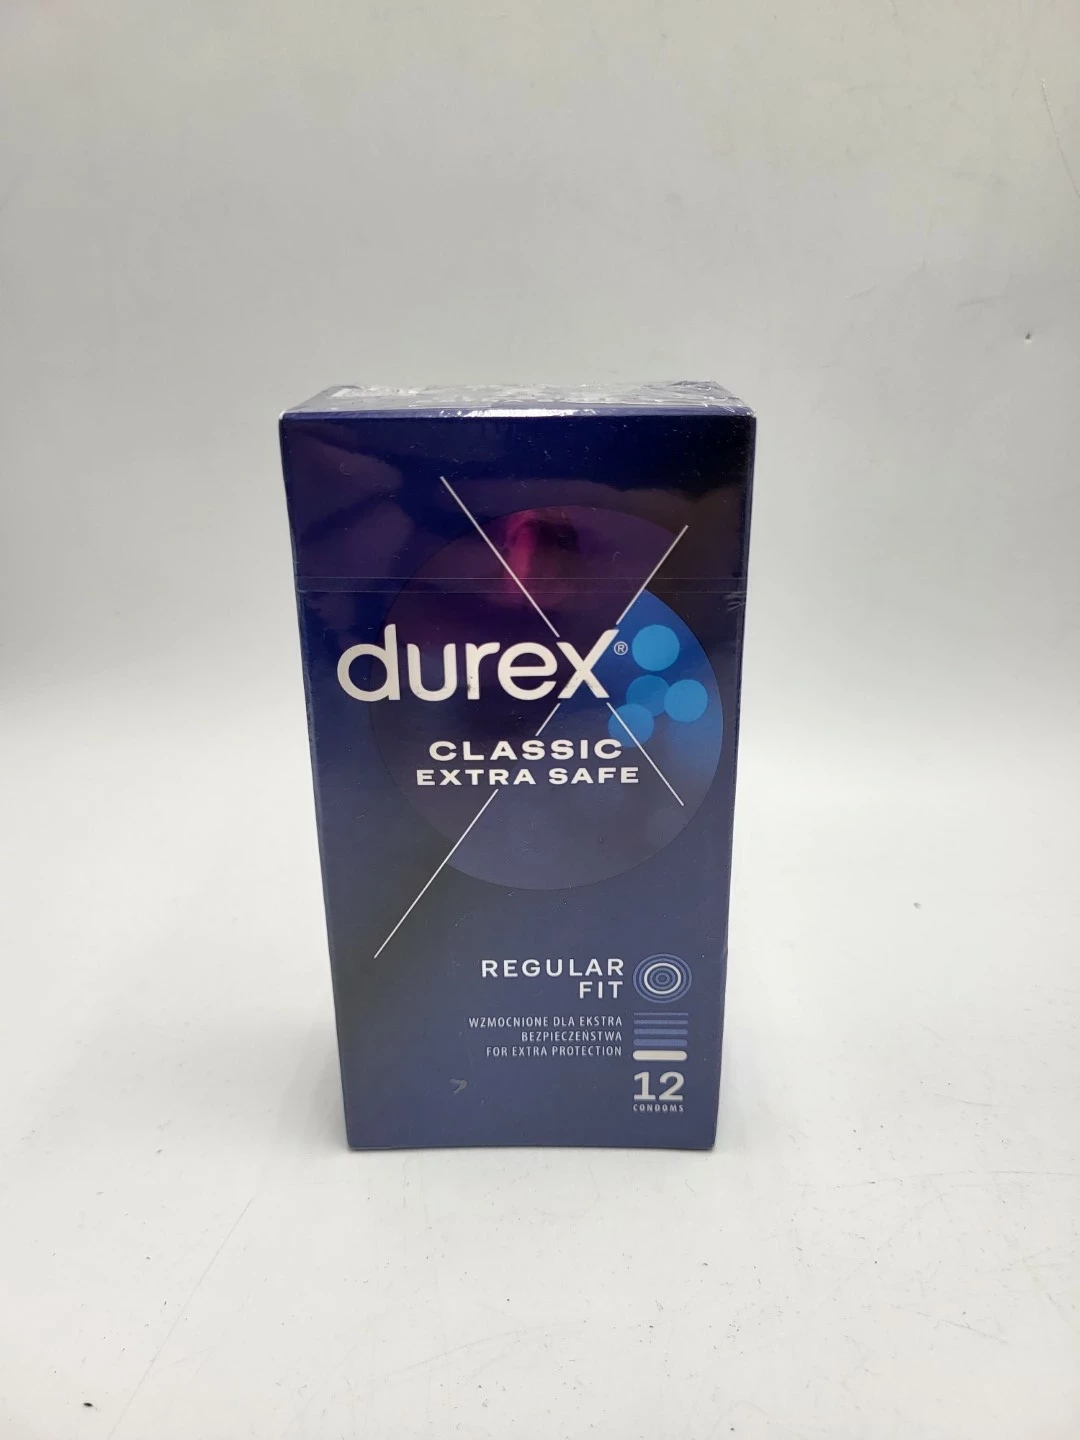 durex®
CLASSIC
EXTRA SAFE
REGULAR
FIT
WZMOCNIONE DLA EKSTRA
BEZPIECZEŃSTWA
FOR EXTRA PROTECTION
12
CONDOMS